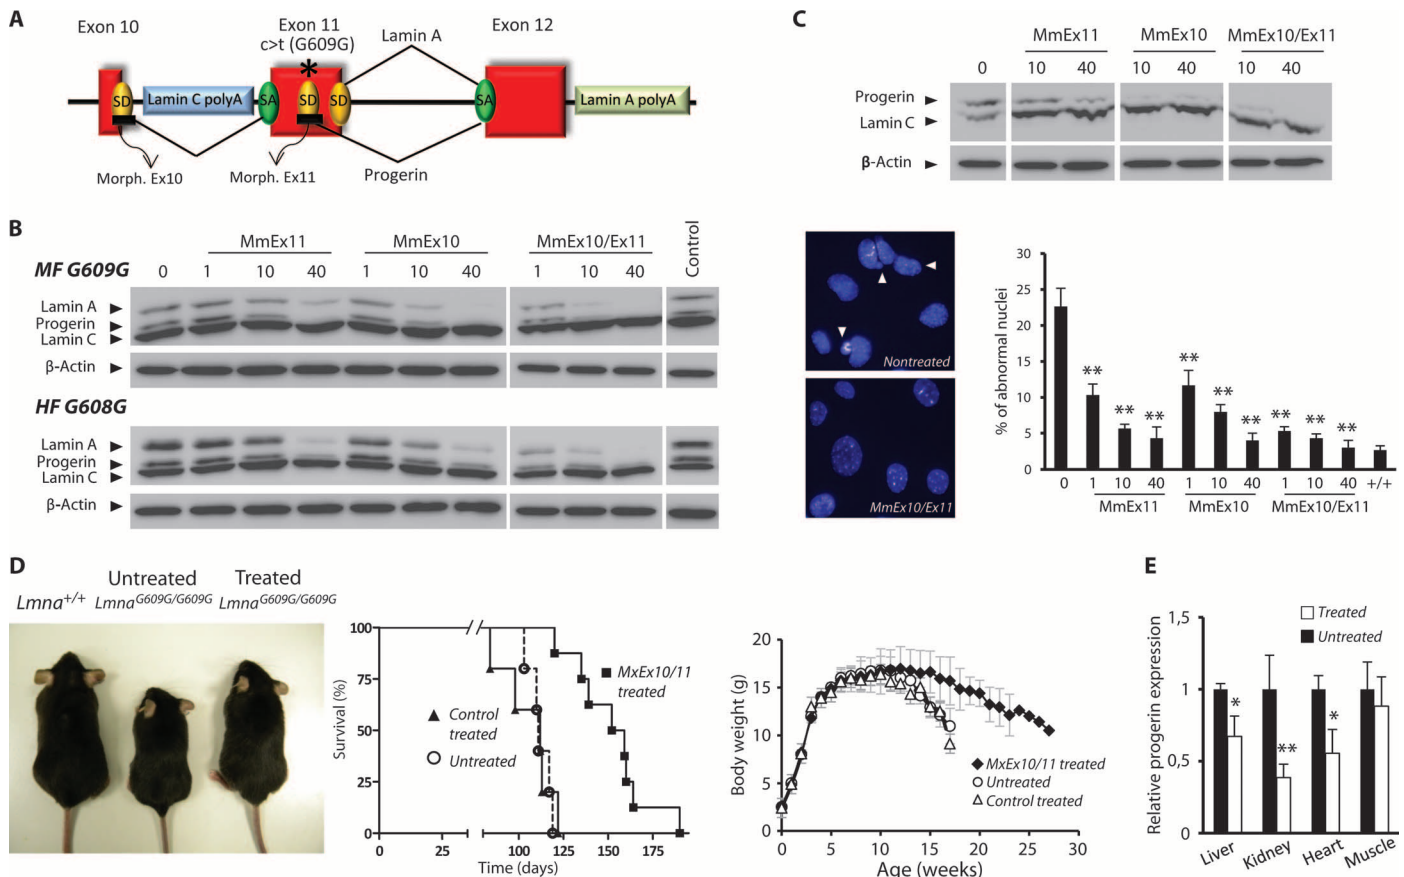 A
Exon 10
Exon 11
c>t (G609G)
Lamin A
Exon 12
*
SD
Lamin C polyA
SA
SD
SD
SA
Lamin A polyA
Morph. Ex10
Morph. Ex11
Progerin
B
MmEx11
MmEx10
MmEx10/Ex11
Control
MF G609G
0 1 10 40 1 10 40 1 10 40
Lamin A
Progerin
Lamin C
β-Actin
HF G608G
Lamin A
Progerin
Lamin C
β-Actin
C
MmEx11
MmEx10
MmEx10/Ex11
0 10 40 10 40 10 40
Progerin
Lamin C
β-Actin
Nontreated
MmEx10/Ex11
% of abnormal nuclei
30
25
20
15
10
5
0
** ** ** ** ** ** ** ** **
0 1 10 40 1 10 40 1 10 40 +/+
MmEx11
MmEx10
MmEx10/Ex11
D
Untreated
Treated
Lmna+/+
LmnaG609G/G609G
LmnaG609G/G609G
Survival (%)
100
75
50
25
0
MxEx10/11
treated
Control
treated
Untreated
0 25 100 125 150 175
Time (days)
Body weight (g)
20
15
10
5
0
MxEx10/11 treated
Untreated
Control treated
0 5 10 15 20 25 30
Age (weeks)
E
Relative progerin expression
1,5
1
0,5
0
Treated
Untreated
*
**
*
Liver
Kidney
Heart
Muscle